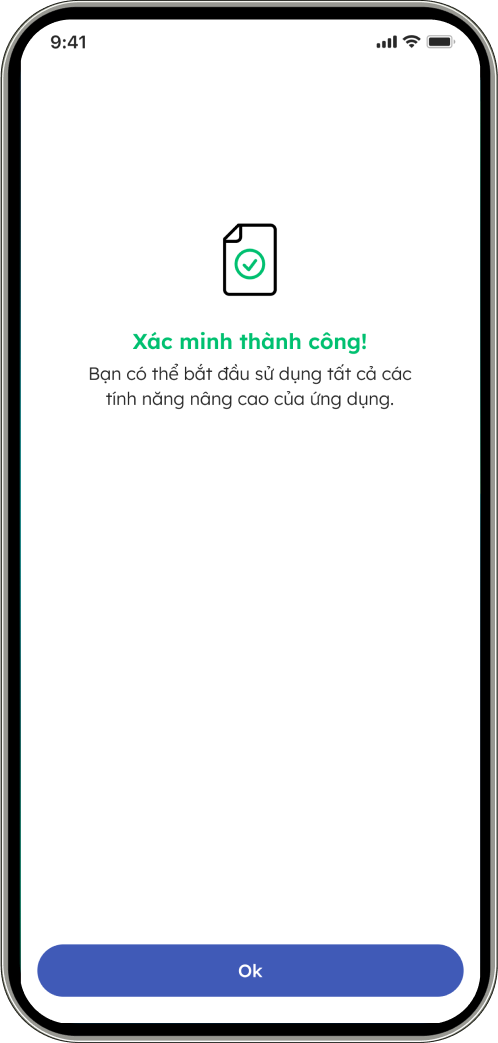 9:41
Xác minh thành công!
Bạn có thể bắt đầu sử dụng tất cả các
tính năng nâng cao của ứng dụng.
Ok